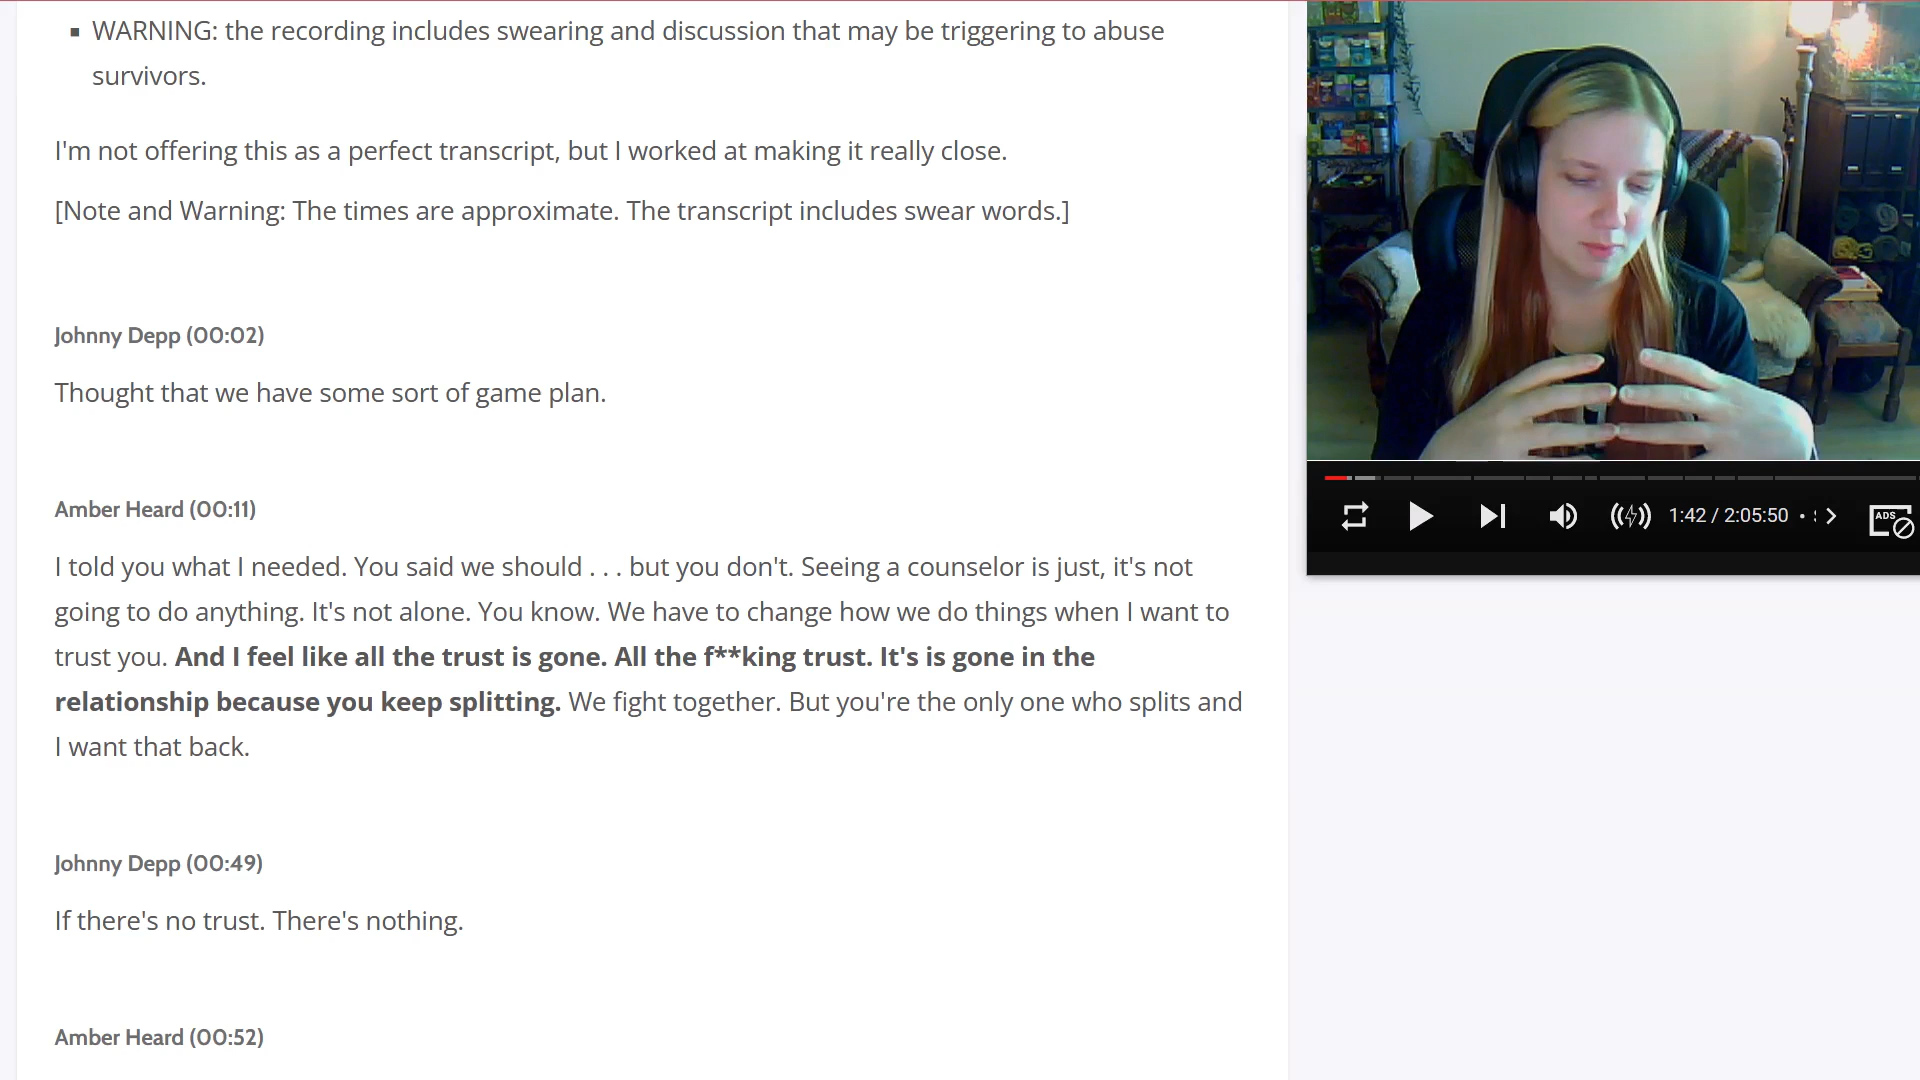 WARNING: the recording includes swearing and discussion that may be triggering to abuse
survivors.
I'm not offering this as a perfect transcript, but I worked at making it really close.
[Note and Warning: The times are approximate. The transcript includes swear words.]
Johnny Depp (00:02)
Thought that we have some sort of game plan.
Amber Heard (00:11)
I told you what I needed. You said we should . . . but you don't. Seeing a counselor is just, it's not
going to do anything. It's not alone. You know. We have to change how we do things when I want to
trust you. And I feel like all the trust is gone. All the f**king trust. It's is gone in the
relationship because you keep splitting. We fight together. But you're the only one who splits and
I want that back.
Johnny Depp (00:49)
If there's no trust. There's nothing.
Amber Heard (00:52)
1:42 / 2:05:50
ADS